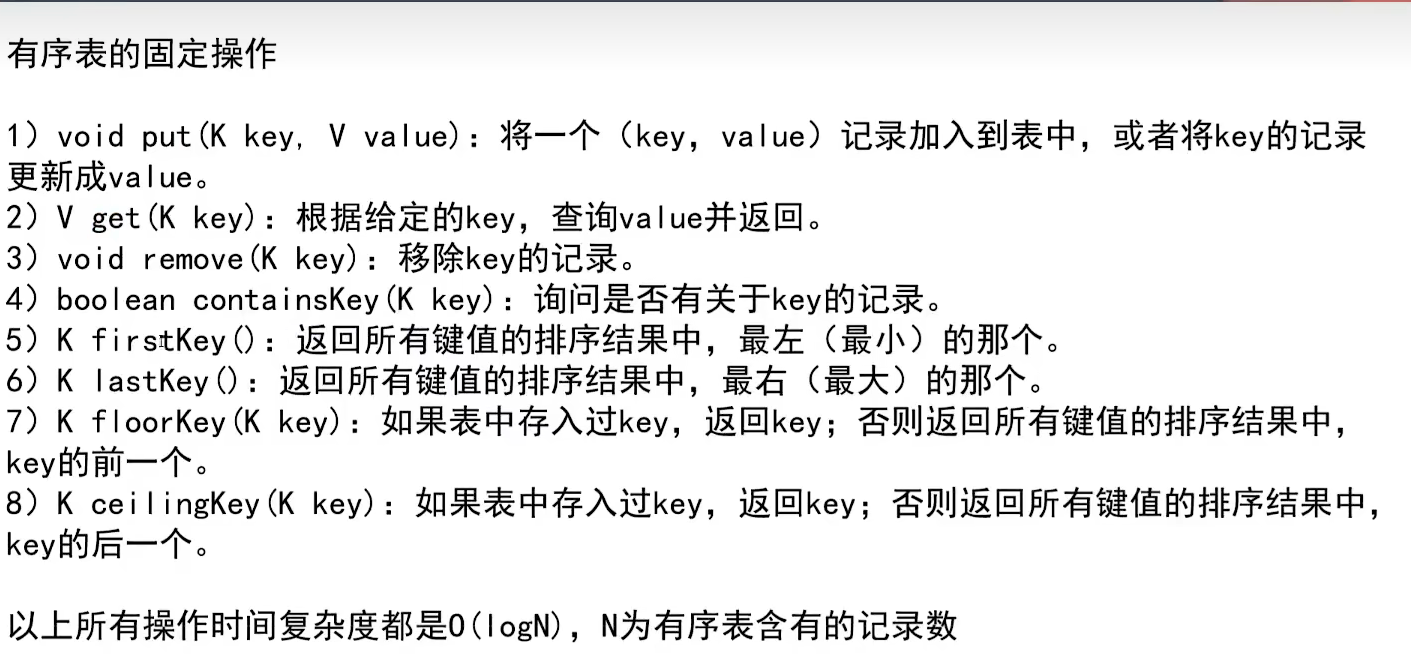 有序表的固定操作
1）void put(K key, V value)：将一个（key，value）记录加入到表中，或者将key的记录
更新成value。
2）V get(K key)：根据给定的key，查询value并返回。
3）void remove(K key)：移除key的记录。
4）boolean containsKey(K key)：询问是否有关于key的记录。
5）K firstKey()：返回所有键值的排序结果中，最左（最小）的那个。
6）K lastKey()：返回所有键值的排序结果中，最右（最大）的那个。
7）K floorKey(K key)：如果表中存入过key，返回key；否则返回所有键值的排序结果中，
key的前一个。
8）K ceilingKey(K key)：如果表中存入过key，返回key；否则返回所有键值的排序结果中，
key的后一个。
以上所有操作时间复杂度都是O(logN)，N为有序表含有的记录数